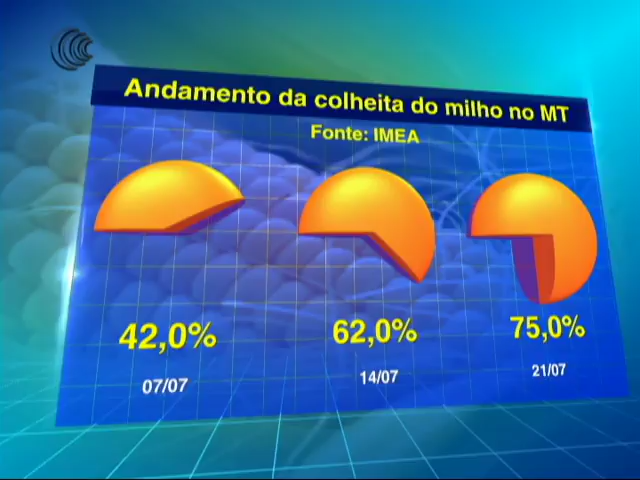 Andamento da colheita do milho no MT
Fonte: IMEA
42,0% 62,0% 75,0%
07/07 14/07 21/07